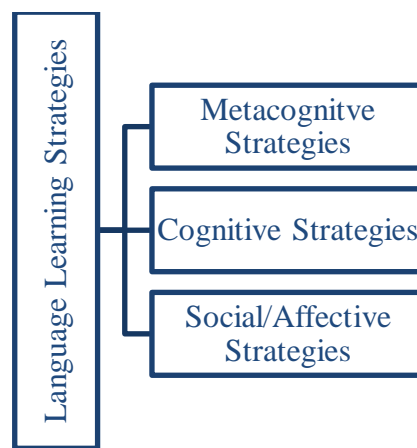 Language Learning Strategies
Metacognitve
Strategies
Cognitive Strategies
Social/Affective
Strategies